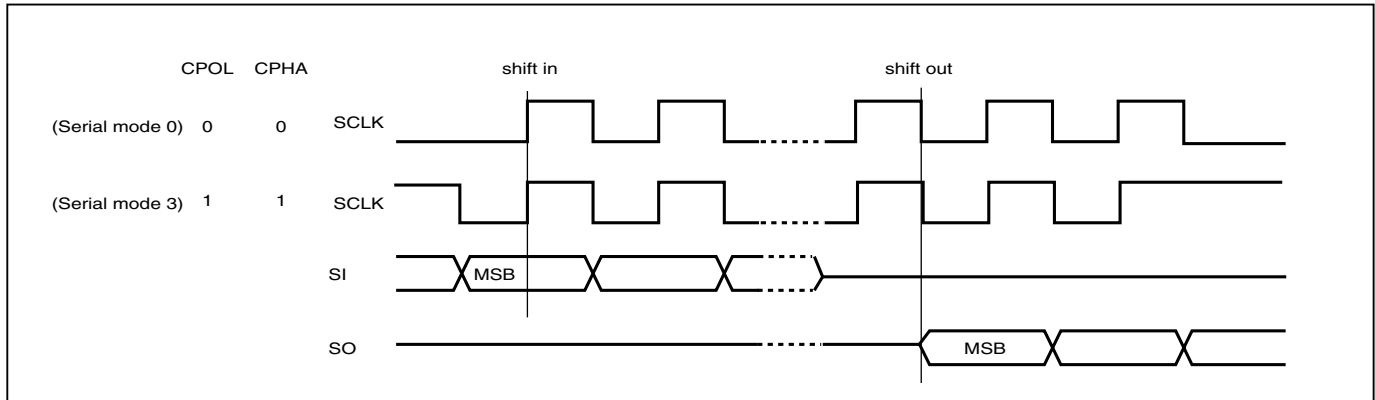 CPOL CPHA shift in shift out
(Serial mode 0) 0 0 SCLK
(Serial mode 3) 1 1 SCLK
SI MSB
SO MSB